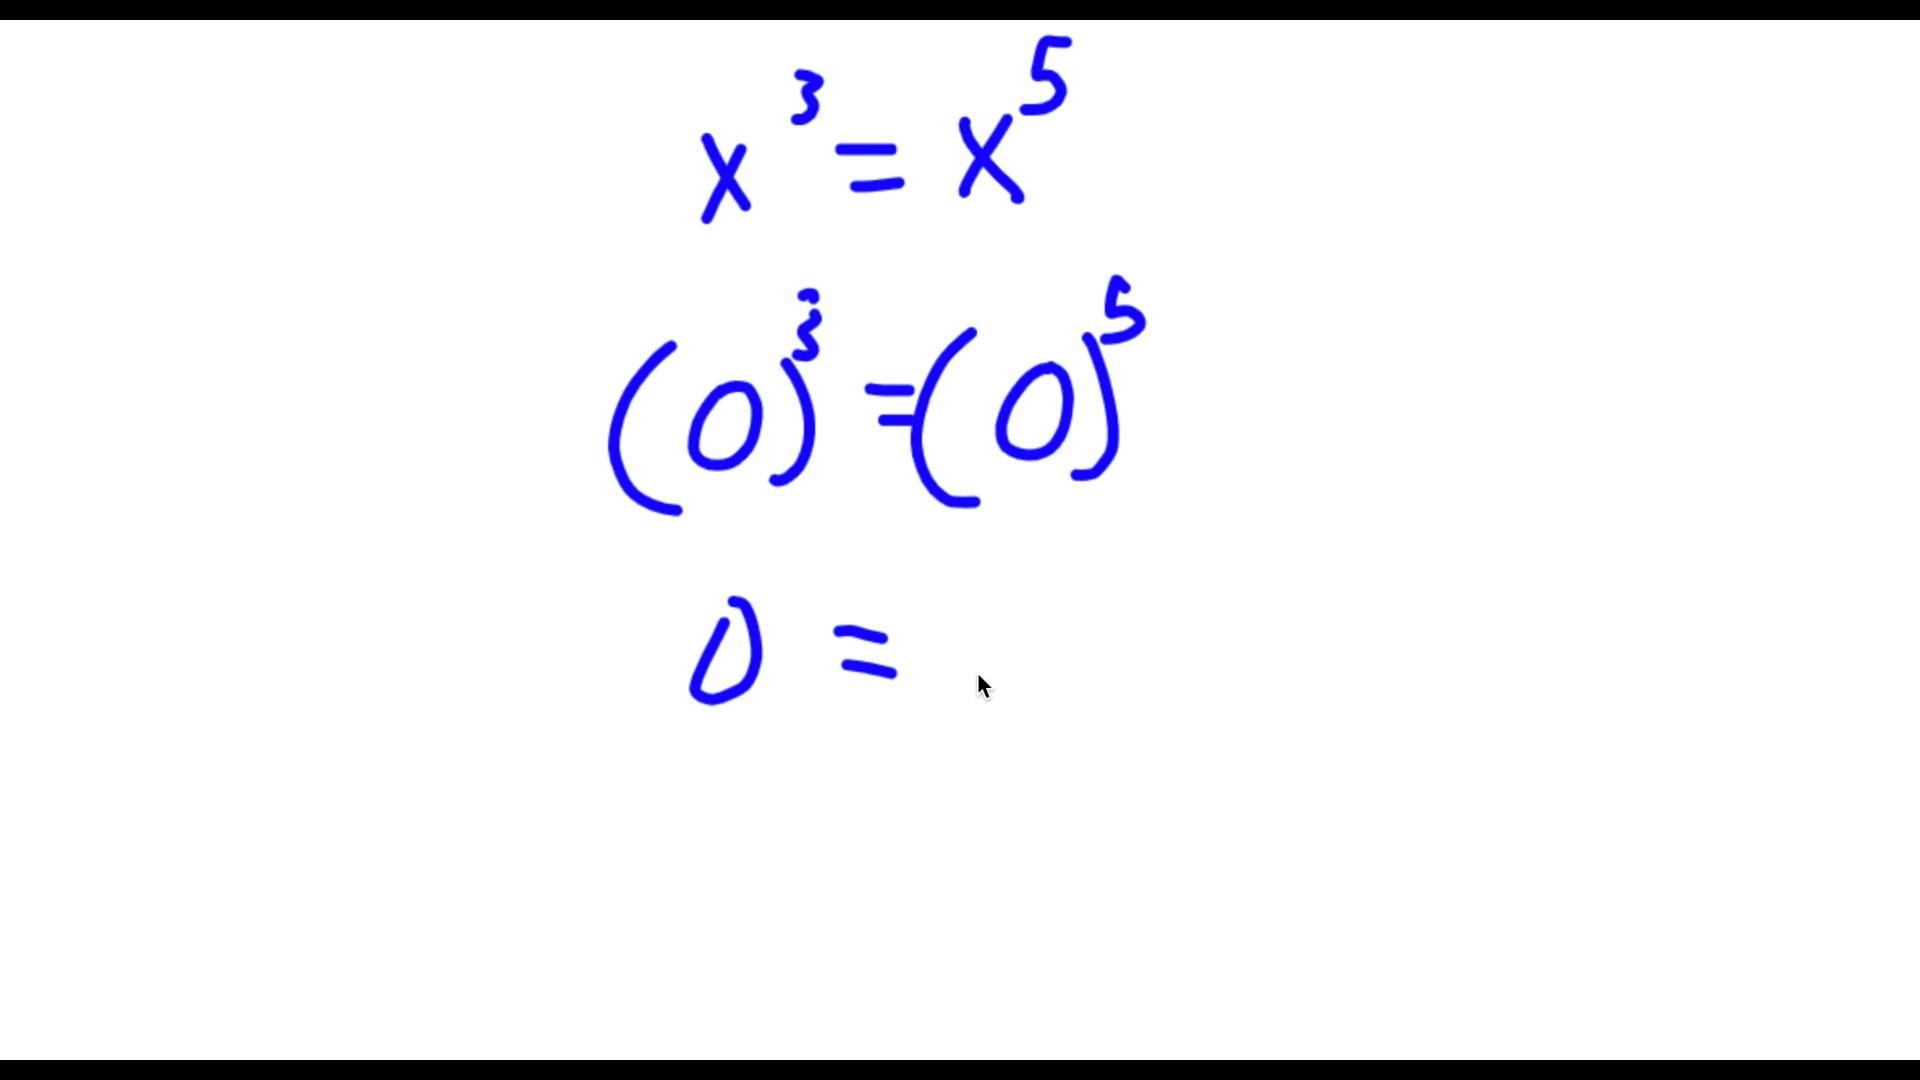 x³ = x⁵
(0)³ = (0)⁵
0 =